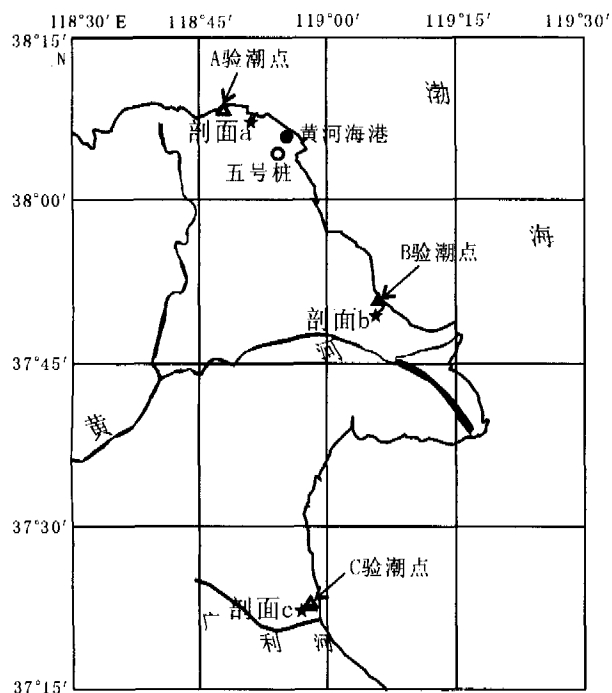 118°30′ E 118°45′ 119°00′ 119°15′ 119°30′
38°15′
N
A验潮点
渤
剖面a
黄河海港
五号桩
38°00′
海
B验潮点
剖面b
河
37°45′
黄
37°30′
C验潮点
剖面c
广
利 河
37°15′